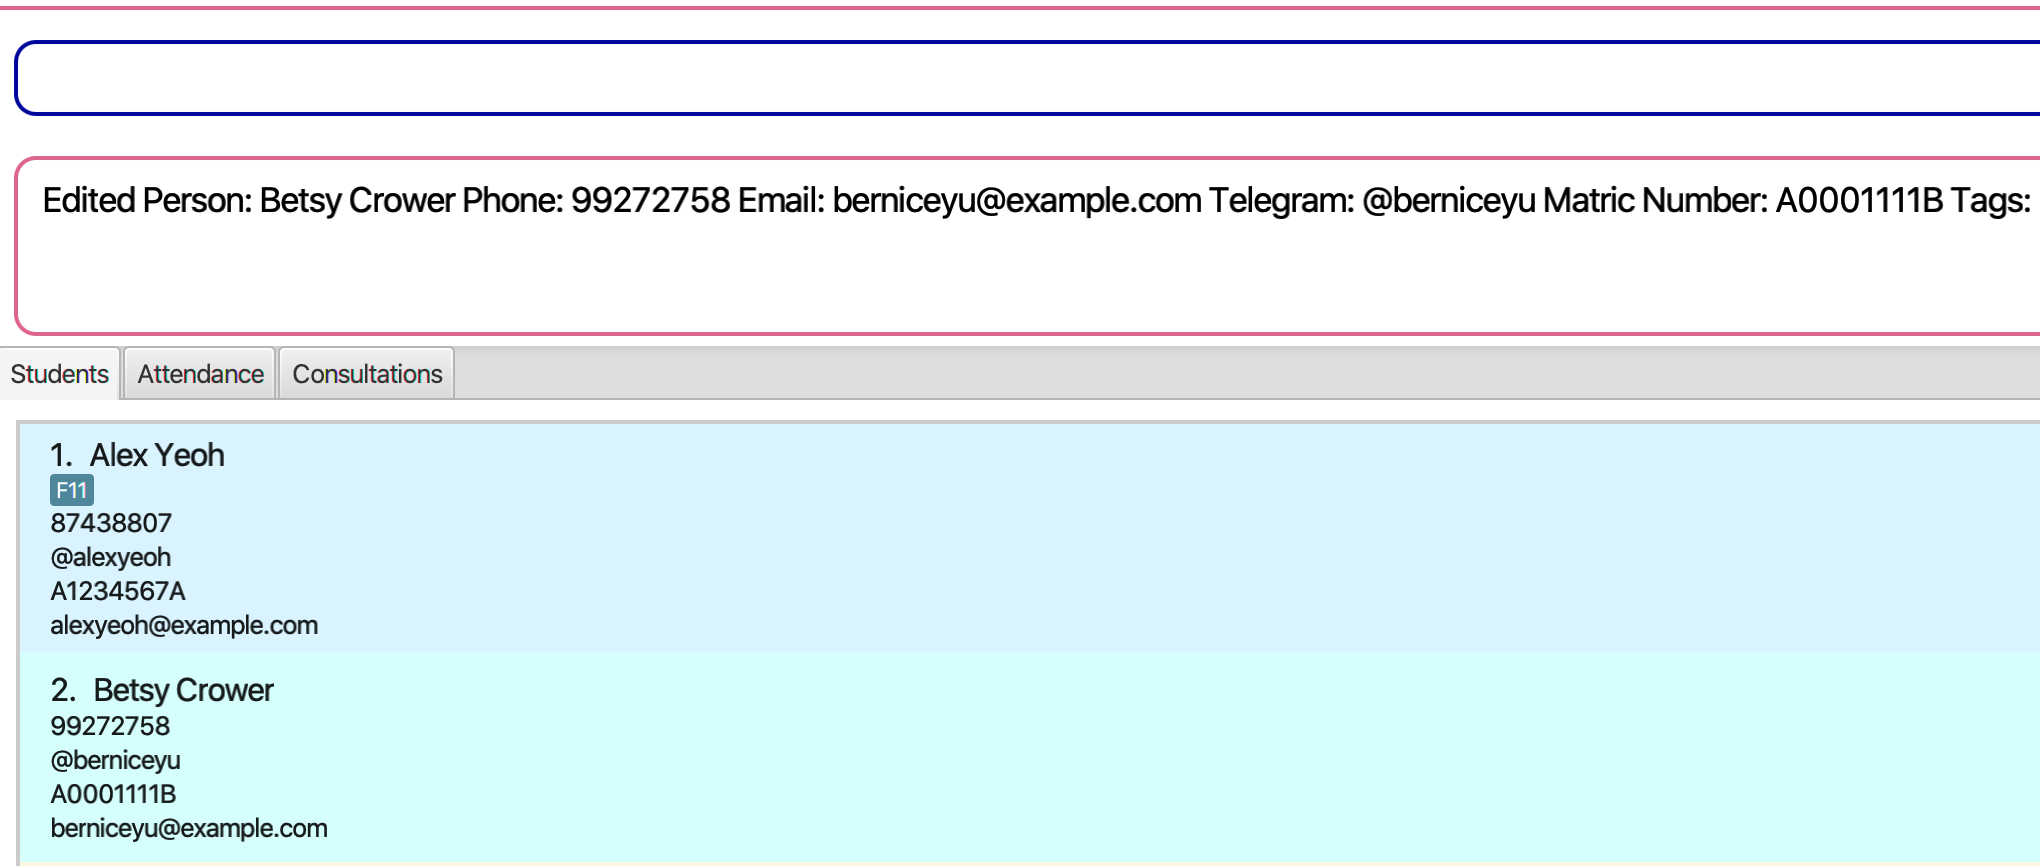 Edited Person: Betsy Crower Phone: 99272758 Email: berniceyu@example.com Telegram: @berniceyu Matric Number: A0001111B Tags:
Students Attendance Consultations
1. Alex Yeoh
F11
87438807
@alexyeoh
A1234567A
alexyeoh@example.com
2. Betsy Crower
99272758
@berniceyu
A0001111B
berniceyu@example.com